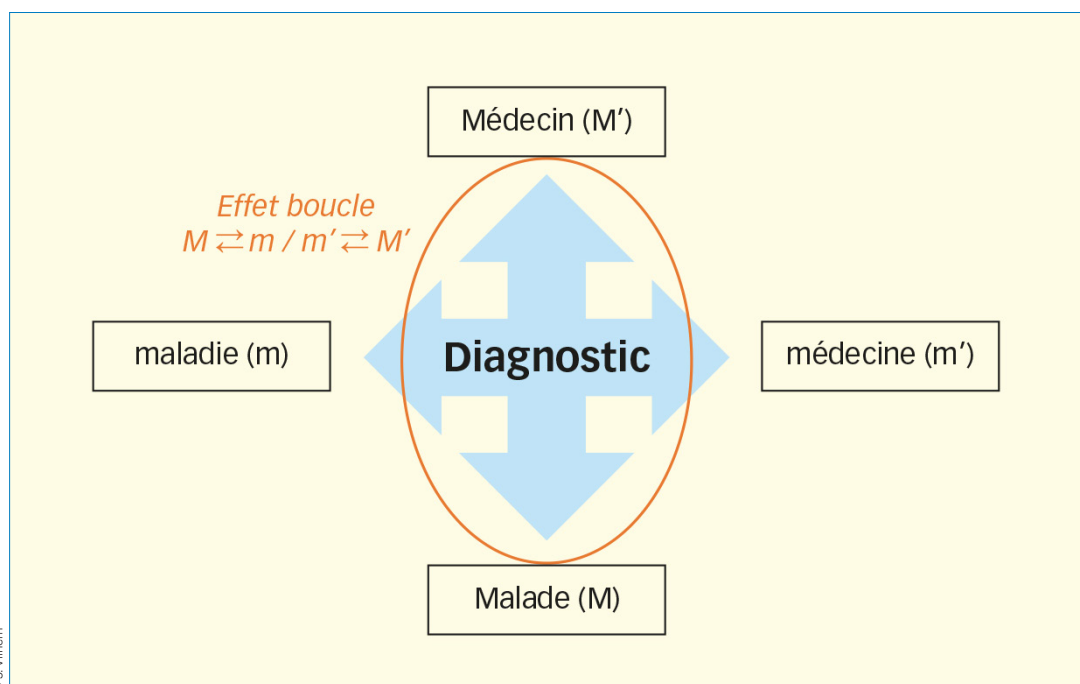 Médecin (M′)
Effet boucle
M ⇄ m / m′ ⇄ M′
maladie (m)
Diagnostic
médecine (m′)
Malade (M)